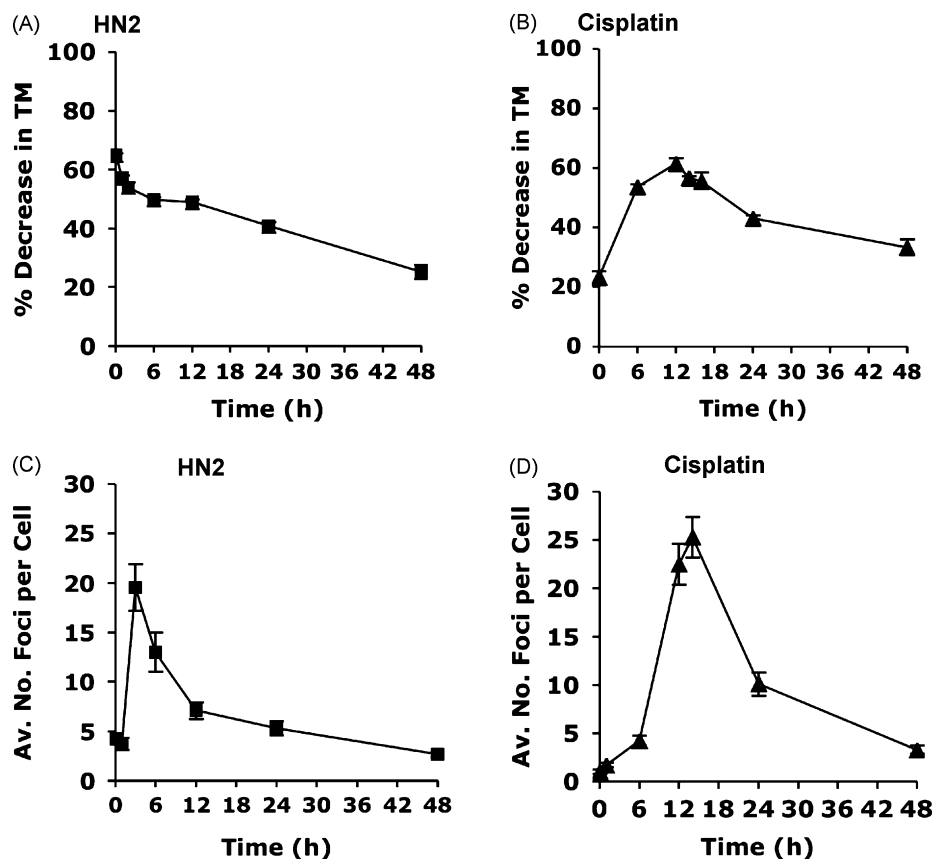 (A) HN2
% Decrease in TM
100
80
60
40
20
0
0 6 12 18 24 30 36 42 48
Time (h)
(B) Cisplatin
% Decrease in TM
100
80
60
40
20
0
0 6 12 18 24 30 36 42 48
Time (h)
(C) HN2
Av. No. Foci per Cell
30
25
20
15
10
5
0
0 6 12 18 24 30 36 42 48
Time (h)
(D) Cisplatin
Av. No. Foci per Cell
30
25
20
15
10
5
0
0 6 12 18 24 30 36 42 48
Time (h)